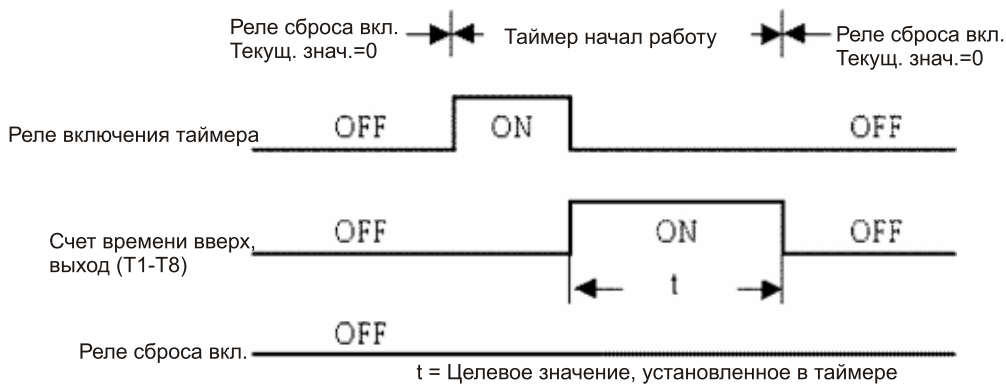 Реле сброса вкл.
Текущ. знач.=0
Таймер начал работу
Реле сброса вкл.
Текущ. знач.=0
Реле включения таймера
OFF
ON
OFF
Счет времени вверх,
выход (T1-T8)
OFF
ON
OFF
t
Реле сброса вкл.
OFF
t = Целевое значение, установленное в таймере